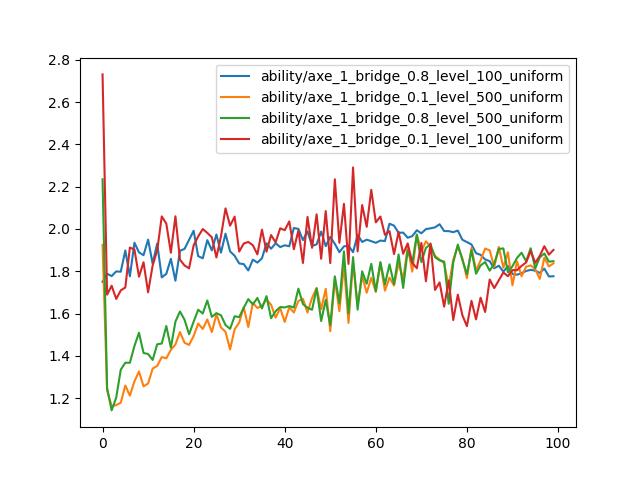 2.8
2.6
2.4
2.2
2.0
1.8
1.6
1.4
1.2
ability/axe_1_bridge_0.8_level_100_uniform
ability/axe_1_bridge_0.1_level_500_uniform
ability/axe_1_bridge_0.8_level_500_uniform
ability/axe_1_bridge_0.1_level_100_uniform
0 20 40 60 80 100